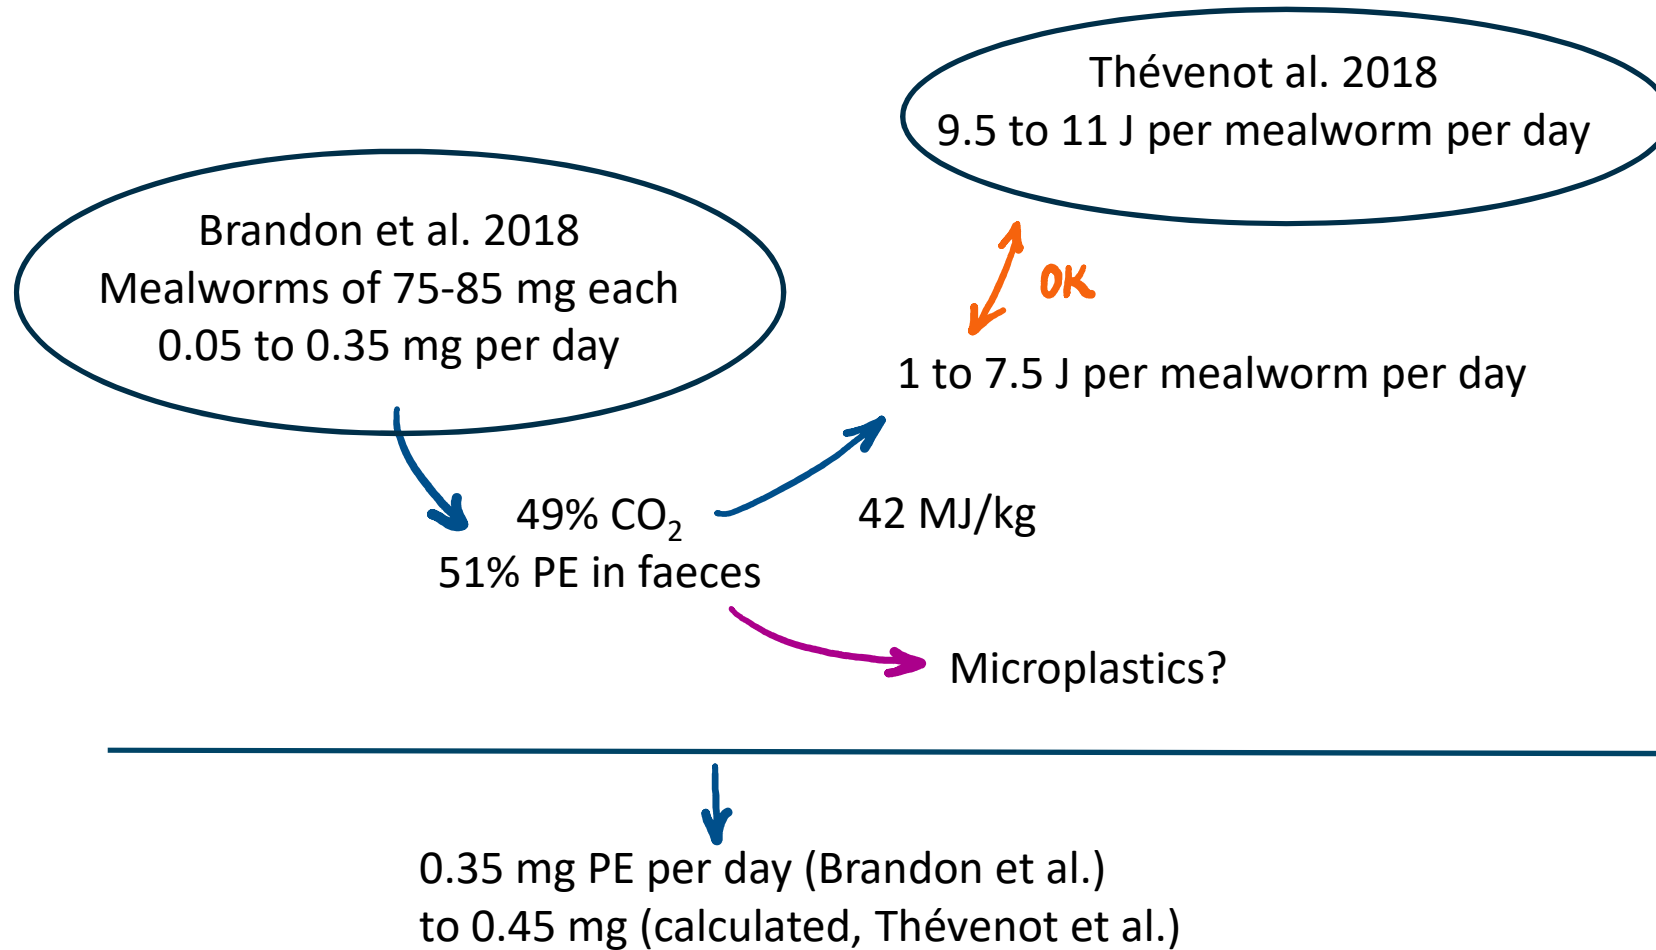 Thévenot al. 2018
9.5 to 11 J per mealworm per day
Brandon et al. 2018
Mealworms of 75-85 mg each
0.05 to 0.35 mg per day
OK
1 to 7.5 J per mealworm per day
49% CO₂
42 MJ/kg
51% PE in faeces
Microplastics?
0.35 mg PE per day (Brandon et al.)
to 0.45 mg (calculated, Thévenot et al.)